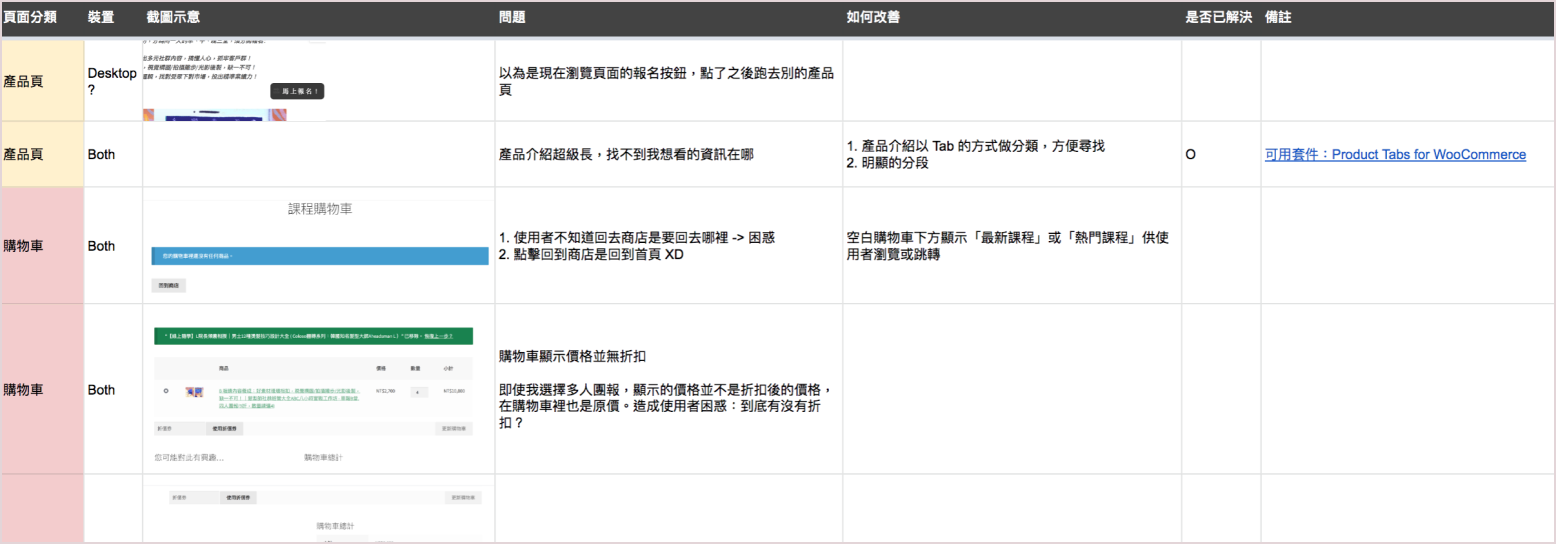 頁面分類 裝置 截圖示意 問題 如何改善 是否已解決 備註
產品頁
Desktop
?
馬上報名！
以為是現在瀏覽頁面的報名按鈕，點了之後跑去別的產品
頁
產品頁
Both
產品介紹超級長，找不到我想看的資訊在哪
1. 產品介紹以 Tab 的方式做分類，方便尋找
2. 明顯的分段
O
可用套件：Product Tabs for WooCommerce
購物車
Both
課程購物車
您的購物車裡還沒有任何商品。
回到商店
1. 使用者不知道回去商店是要回去哪裡 -> 困惑
2. 點擊回到商店是回到首頁 XD
空白購物車下方顯示「最新課程」或「熱門課程」供使
用者瀏覽或跳轉
購物車
Both
商品 價格 數量 小計
折價券 使用折價券 更新購物車
您可能對此有興趣... 購物車總計
購物車顯示價格並無折扣
即使我選擇多人團報，顯示的價格並不是折扣後的價格，
在購物車裡也是原價。造成使用者困惑：到底有沒有折
扣？
折價券 使用折價券 更新購物車
購物車總計